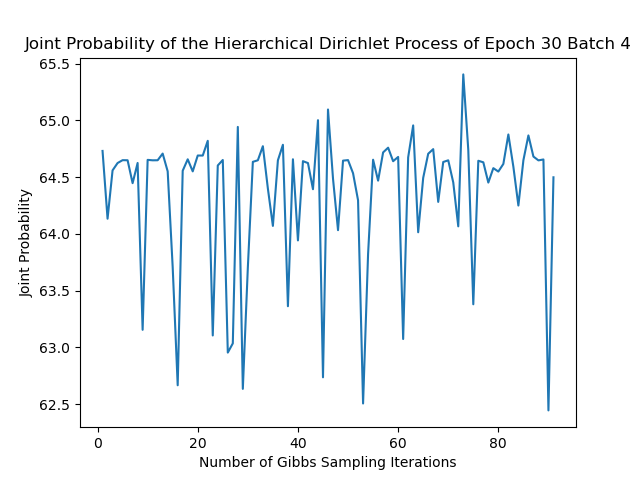 Joint Probability of the Hierarchical Dirichlet Process of Epoch 30 Batch 4
65.5
65.0
64.5
64.0
63.5
63.0
62.5
Joint Probability
0 20 40 60 80
Number of Gibbs Sampling Iterations